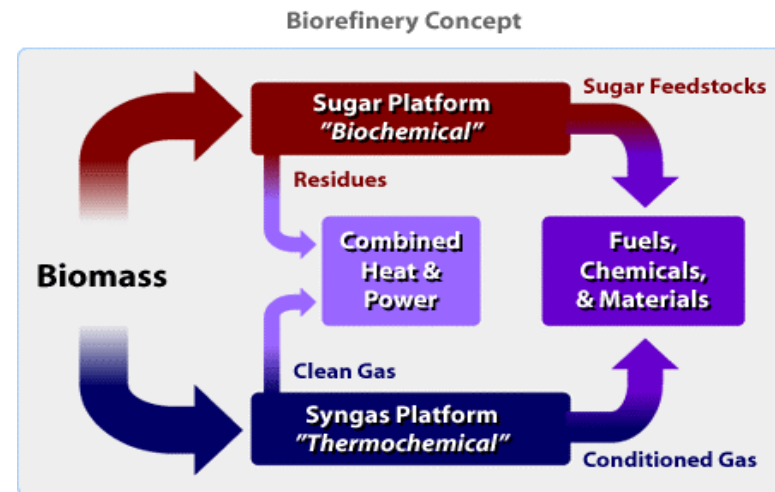 Biorefinery Concept
Sugar Platform
"Biochemical"
Sugar Feedstocks
Residues
Combined
Heat &
Power
Fuels,
Chemicals,
& Materials
Biomass
Clean Gas
Syngas Platform
"Thermochemical"
Conditioned Gas